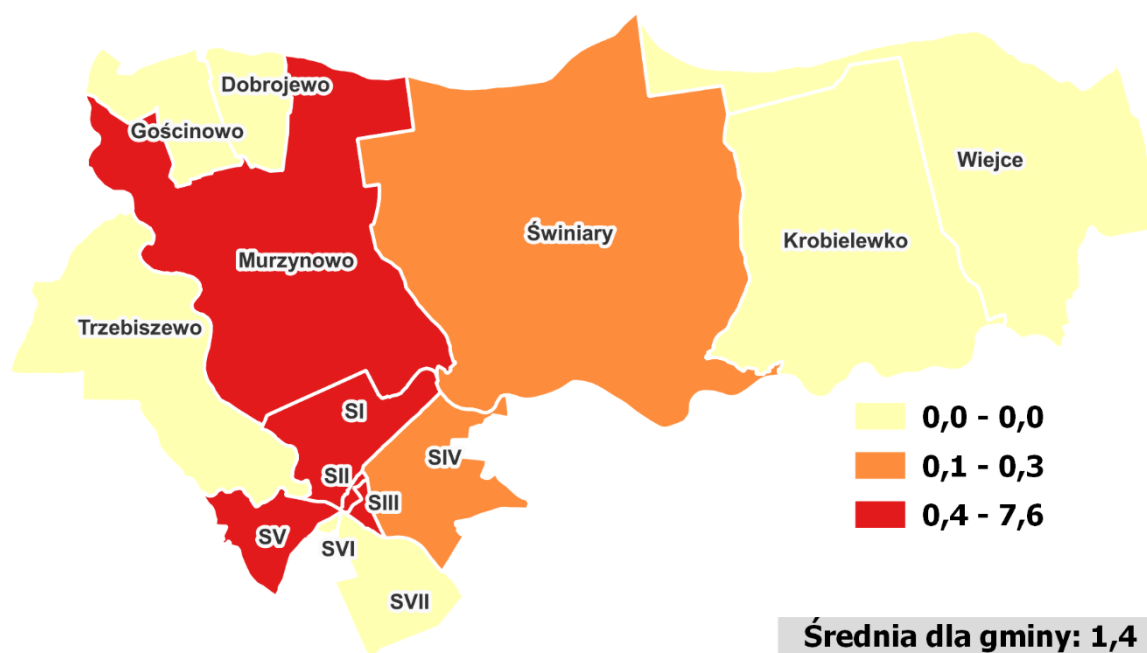 Dobrojewo
Gościnowo
Wiejce
Świniary
Krobielewko
Murzynowo
Trzebiszewo
SI
SIV
SII
SIII
SV
SVI
SVII
0,0 - 0,0
0,1 - 0,3
0,4 - 7,6
Średnia dla gminy: 1,4